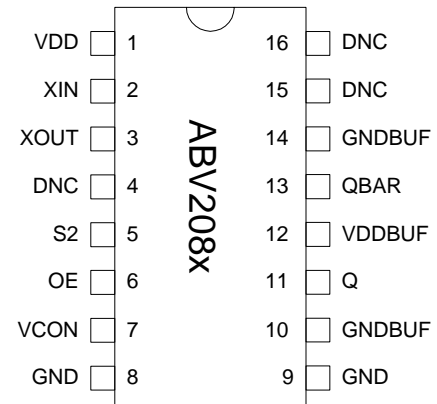 VDD 1 16 DNC
XIN 2 15 DNC
XOUT 3 14 GNDBUF
DNC 4 13 QBAR
S2 5 12 VDDBUF
OE 6 11 Q
VCON 7 10 GNDBUF
GND 8 9 GND
ABV208x